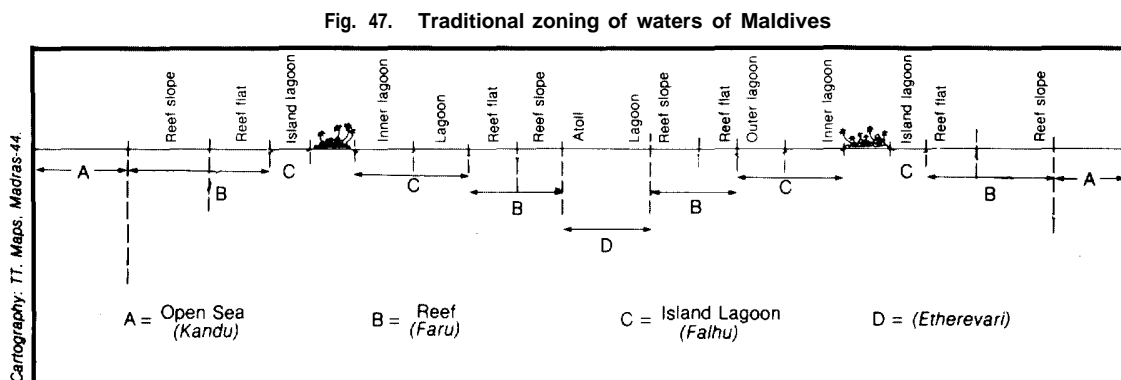 Fig. 47. Traditional zoning of waters of Maldives
Reef slope
Reef flat
Island lagoon
Inner lagoon
Lagoon
Reef flat
Reef slope
Atoll
Lagoon
Reef slope
Reef flat
Outer lagoon
Inner lagoon
Island lagoon
Reef flat
Reef slope
A
B
C
C
B
D
B
C
C
B
A
A = Open Sea
(Kandu)
B = Reef
(Faru)
C = Island Lagoon
(Falhu)
D = (Etherevari)
Cartography: TT. Maps. Madras-44.